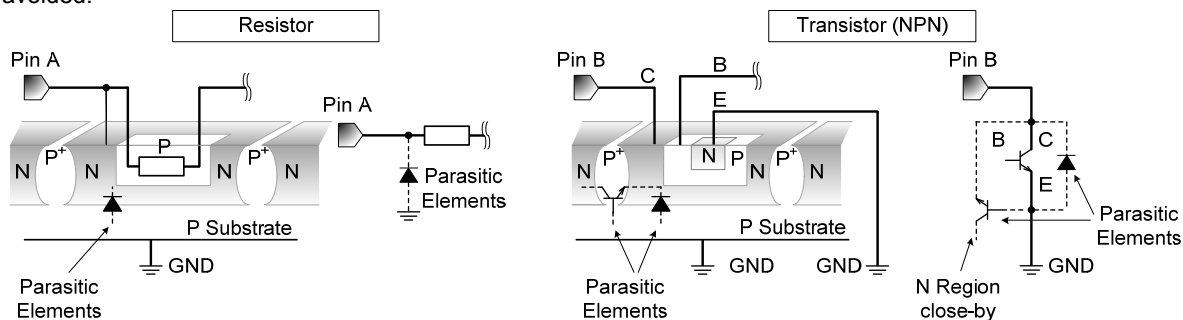 avoided.
Resistor
Transistor (NPN)
Pin A
Pin A
P
N
P+
N
P+
N
N
Parasitic
Elements
P Substrate
GND
Parasitic
Elements
Pin B
C
B
E
N
P+
N
N
P
P+
N
P Substrate
GND
GND
Parasitic
Elements
Pin B
B
C
E
Parasitic
Elements
GND
N Region
close-by